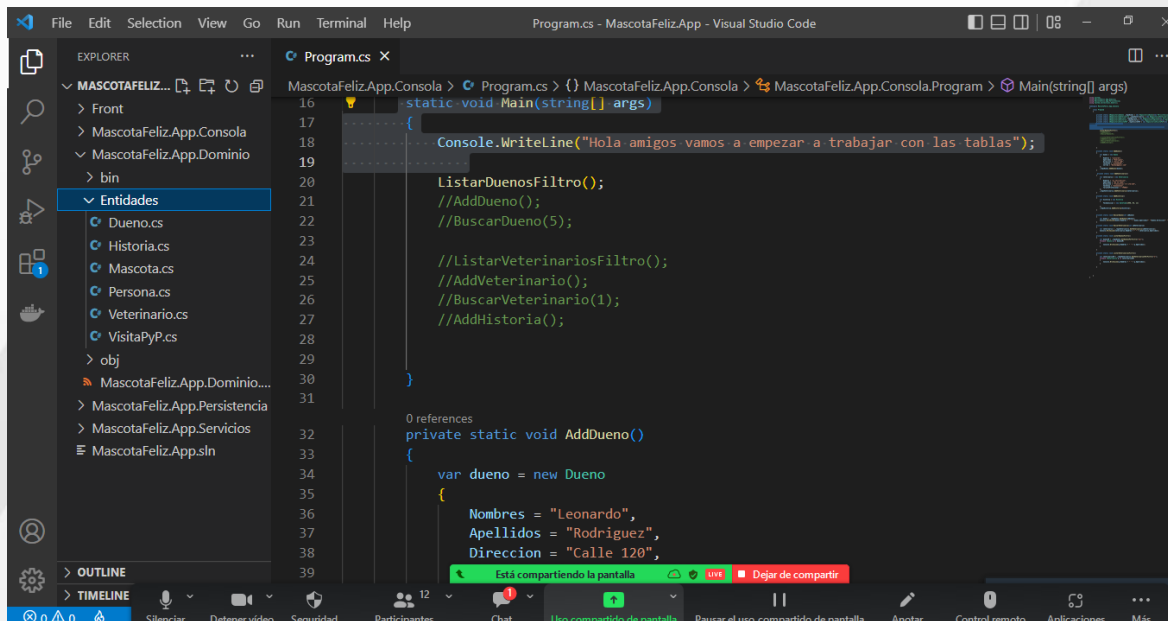 File Edit Selection View Go Run Terminal Help Program.cs - MascotaFeliz.App - Visual Studio Code
EXPLORER
MASCOTAFELIZ...
Front
MascotaFeliz.App.Consola
MascotaFeliz.App.Dominio
bin
Entidades
Dueno.cs
Historia.cs
Mascota.cs
Persona.cs
Veterinario.cs
VisitaPyP.cs
obj
MascotaFeliz.App.Dominio....
MascotaFeliz.App.Persistencia
MascotaFeliz.App.Servicios
MascotaFeliz.App.sln
OUTLINE
TIMELINE
1
Program.cs
MascotaFeliz.App.Consola > Program.cs > {} MascotaFeliz.App.Consola > MascotaFeliz.App.Consola.Program > Main(string[] args)
16 static void Main(string[] args)
17 {
18 Console.WriteLine("Hola amigos vamos a empezar a trabajar con las tablas");
19
20 ListarDuenosFiltro();
21 //AddDueno();
22 //BuscarDueno(5);
23
24 //ListarVeterinariosFiltro();
25 //AddVeterinario();
26 //BuscarVeterinario(1);
27 //AddHistoria();
28
29
30 }
31
0 references
32 private static void AddDueno()
33 {
34 var dueno = new Dueno
35 {
36 Nombres = "Leonardo",
37 Apellidos = "Rodriguez",
38 Direccion = "Calle 120",
39
Está compartiendo la pantalla LIVE Dejar de compartir
0 0
12 1
Silenciar Detener video Seguridad Participantes Chat Uso compartido de pantalla Pausar el uso compartido de pantalla Anotar Control remoto Aplicaciones Más